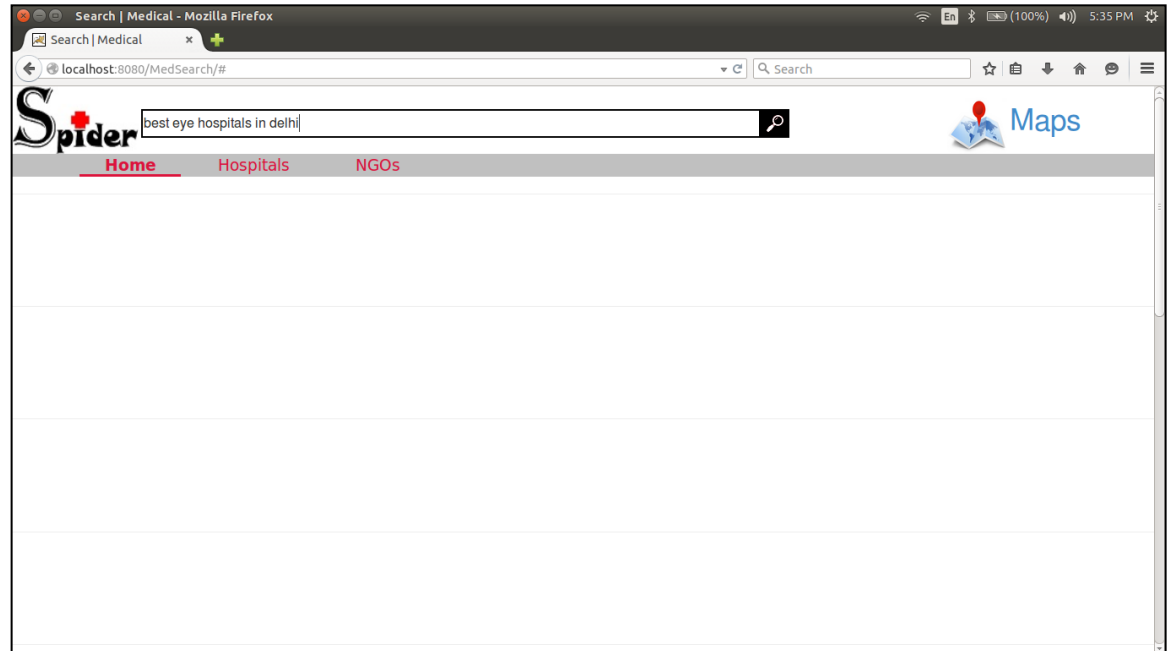 Search | Medical - Mozilla Firefox
En (100%) 5:35 PM
Search | Medical
localhost:8080/MedSearch/#
Search
Spider
best eye hospitals in delhi
Maps
Home Hospitals NGOs